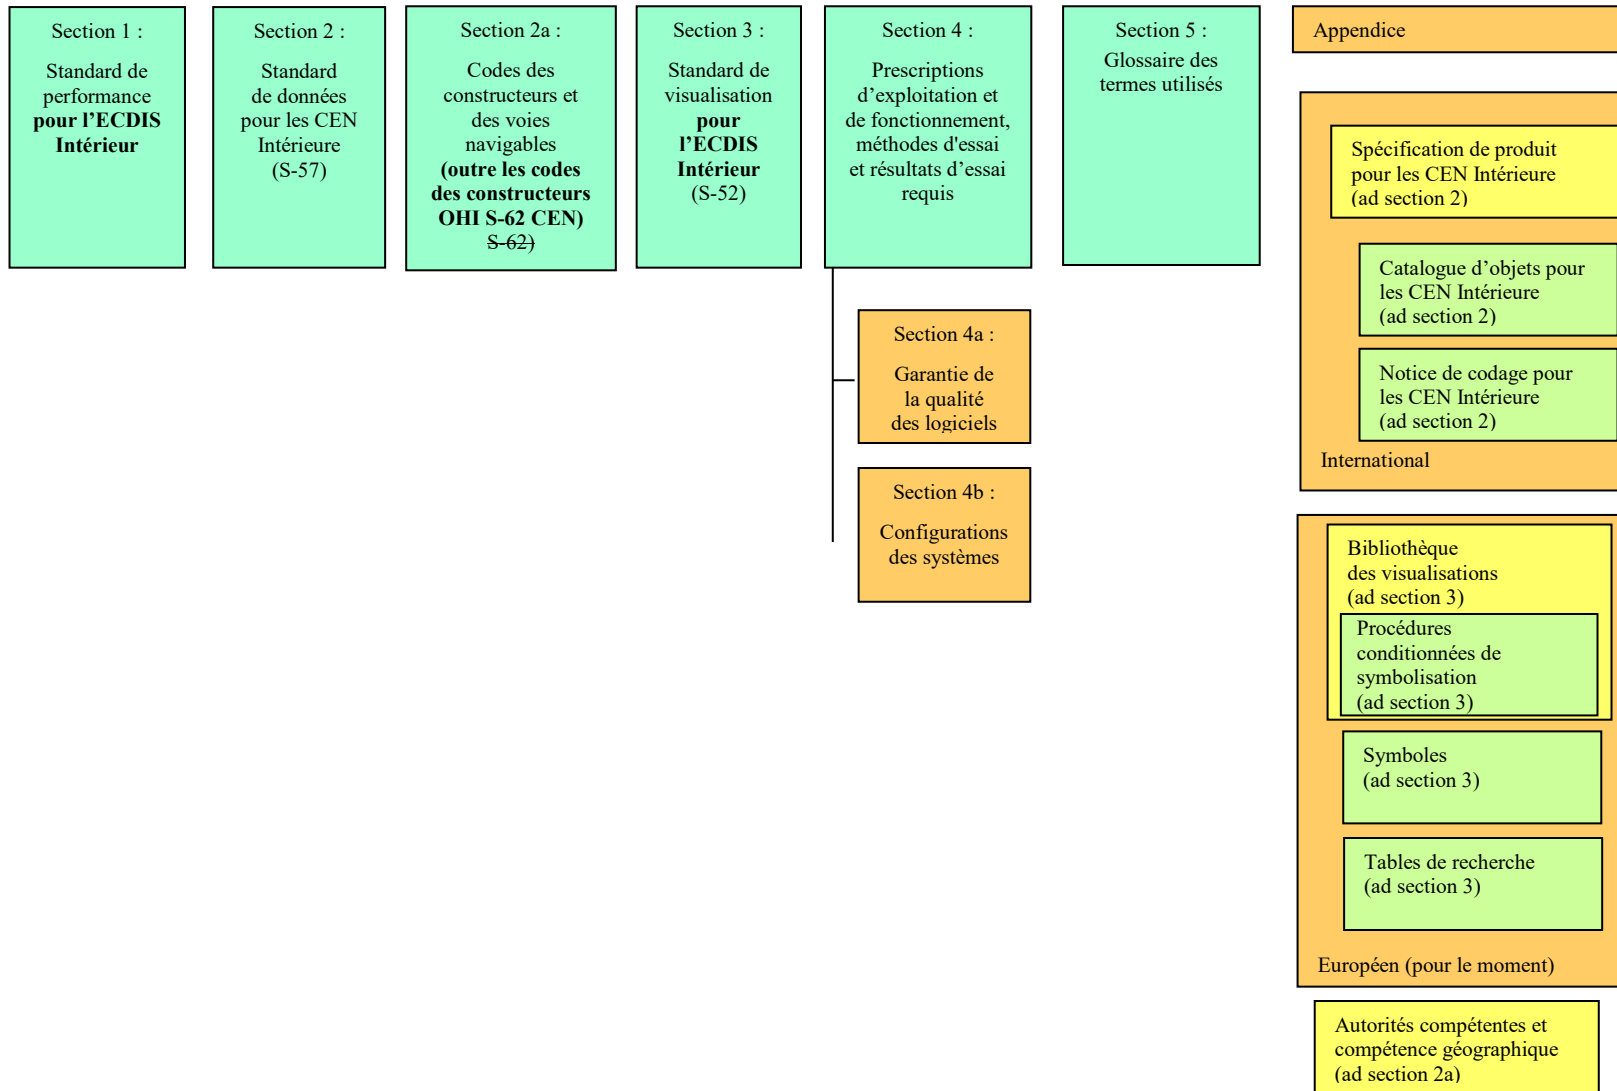 Section 1 :
Standard de
performance
pour l'ECDIS
Intérieur
Section 2 :
Standard
de données
pour les CEN
Intérieure
(S-57)
Section 2a :
Codes des
constructeurs et
des voies
navigables
(outre les codes
des constructeurs
OHI S-62 CEN)
S-62)
Section 3 :
Standard de
visualisation
pour
l'ECDIS
Intérieur
(S-52)
Section 4 :
Prescriptions
d'exploitation et
de fonctionnement,
méthodes d'essai
et résultats d'essai
requis
Section 4a :
Garantie de
la qualité
des logiciels
Section 4b :
Configurations
des systèmes
Section 5 :
Glossaire des
termes utilisés
Appendice
Spécification de produit
pour les CEN Intérieure
(ad section 2)
Catalogue d'objets pour
les CEN Intérieure
(ad section 2)
Notice de codage pour
les CEN Intérieure
(ad section 2)
International
Bibliothèque
des visualisations
(ad section 3)
Procédures
conditionnées de
symbolisation
(ad section 3)
Symboles
(ad section 3)
Tables de recherche
(ad section 3)
Européen (pour le moment)
Autorités compétentes et
compétence géographique
(ad section 2a)